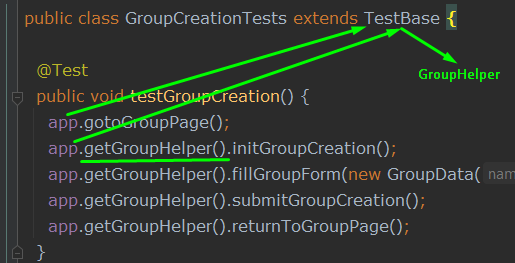 public class GroupCreationTests extends TestBase {
GroupHelper
@Test
public void testGroupCreation() {
app.gotoGroupPage();
app.getGroupHelper().initGroupCreation();
app.getGroupHelper().fillGroupForm(new GroupData( nam
app.getGroupHelper().submitGroupCreation();
app.getGroupHelper().returnToGroupPage();
}